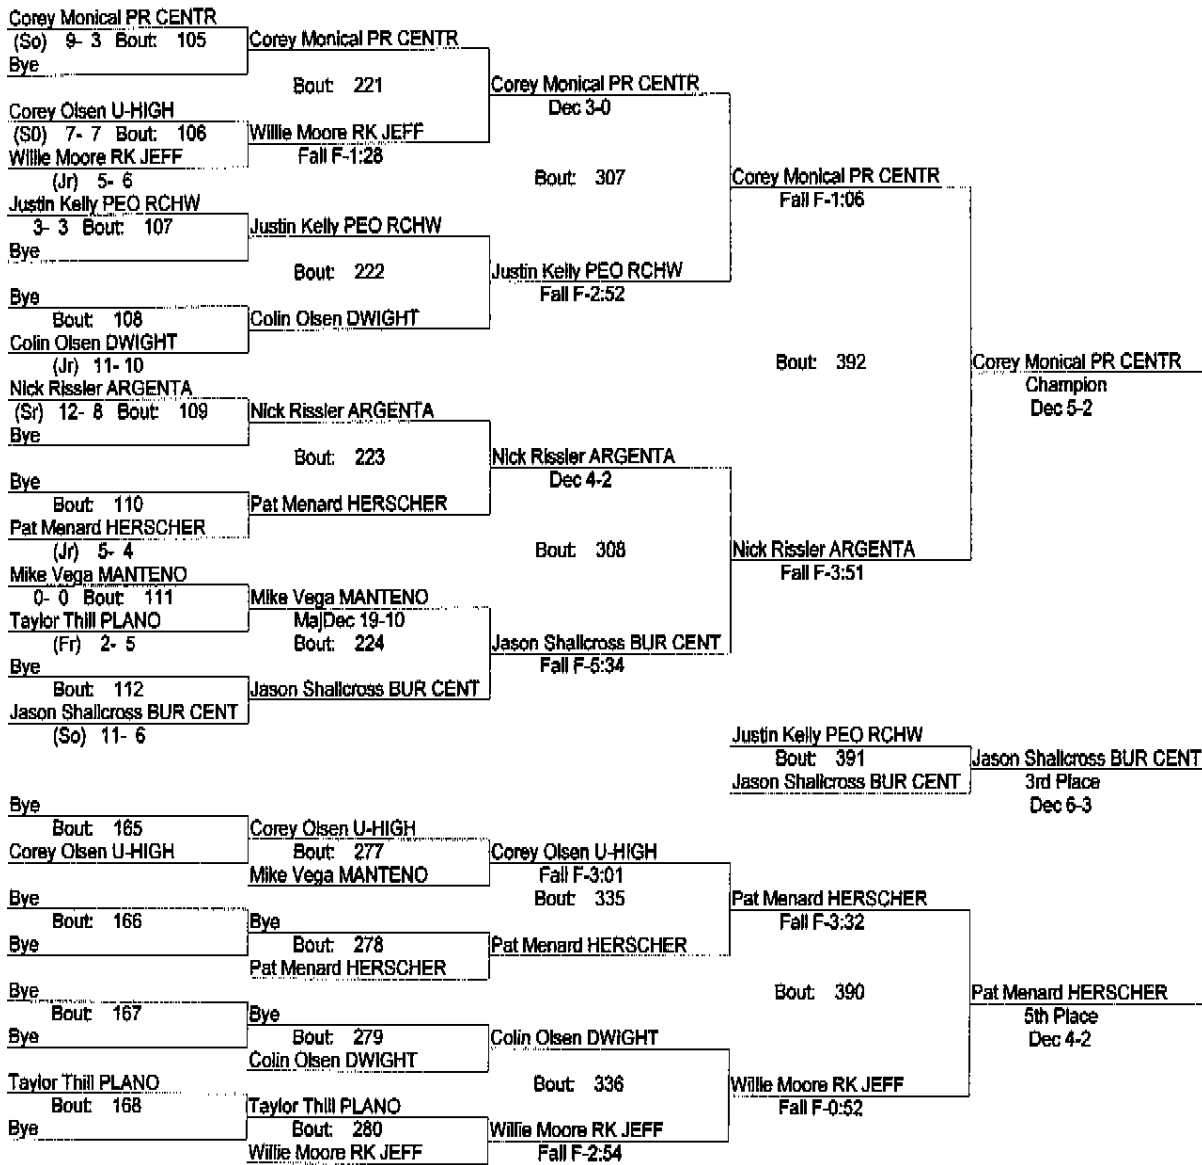 Corey Monical PR CENTR
(So) 9- 3 Bout: 105
Bye
Corey Olsen U-HIGH
(S0) 7- 7 Bout: 106
Willie Moore RK JEFF
(Jr) 5- 6
Justin Kelly PEO RCHW
3- 3 Bout: 107
Bye
Bye
Bout: 108
Colin Olsen DWIGHT
(Jr) 11- 10
Nick Rissler ARGENTA
(Sr) 12- 8 Bout: 109
Bye
Bye
Bout: 110
Pat Menard HERSCHER
(Jr) 5- 4
Mike Vega MANTENO
0- 0 Bout: 111
Taylor Thill PLANO
(Fr) 2- 5
Bye
Bout: 112
Jason Shallcross BUR CENT
(So) 11- 6
Corey Monical PR CENTR
Bout: 221
Willie Moore RK JEFF
Fall F-1:28
Justin Kelly PEO RCHW
Bout: 222
Colin Olsen DWIGHT
Nick Rissler ARGENTA
Bout: 223
Pat Menard HERSCHER
Mike Vega MANTENO
MajDec 19-10
Bout: 224
Jason Shallcross BUR CENT
Corey Monical PR CENTR
Dec 3-0
Bout: 307
Justin Kelly PEO RCHW
Fall F-2:52
Nick Rissler ARGENTA
Dec 4-2
Bout: 308
Jason Shallcross BUR CENT
Fall F-5:34
Corey Monical PR CENTR
Fall F-1:06
Bout: 392
Nick Rissler ARGENTA
Fall F-3:51
Corey Monical PR CENTR
Champion
Dec 5-2
Justin Kelly PEO RCHW
Bout: 391
Jason Shallcross BUR CENT
Jason Shallcross BUR CENT
3rd Place
Dec 6-3
Bye
Bout: 165
Corey Olsen U-HIGH
Bye
Bout: 166
Bye
Bye
Bout: 167
Bye
Taylor Thill PLANO
Bout: 168
Bye
Corey Olsen U-HIGH
Bout: 277
Mike Vega MANTENO
Bye
Bout: 278
Pat Menard HERSCHER
Bye
Bout: 279
Colin Olsen DWIGHT
Taylor Thill PLANO
Bout: 280
Willie Moore RK JEFF
Corey Olsen U-HIGH
Fall F-3:01
Bout: 335
Pat Menard HERSCHER
Colin Olsen DWIGHT
Bout: 336
Willie Moore RK JEFF
Fall F-2:54
Pat Menard HERSCHER
Fall F-3:32
Bout: 390
Willie Moore RK JEFF
Fall F-0:52
Pat Menard HERSCHER
5th Place
Dec 4-2